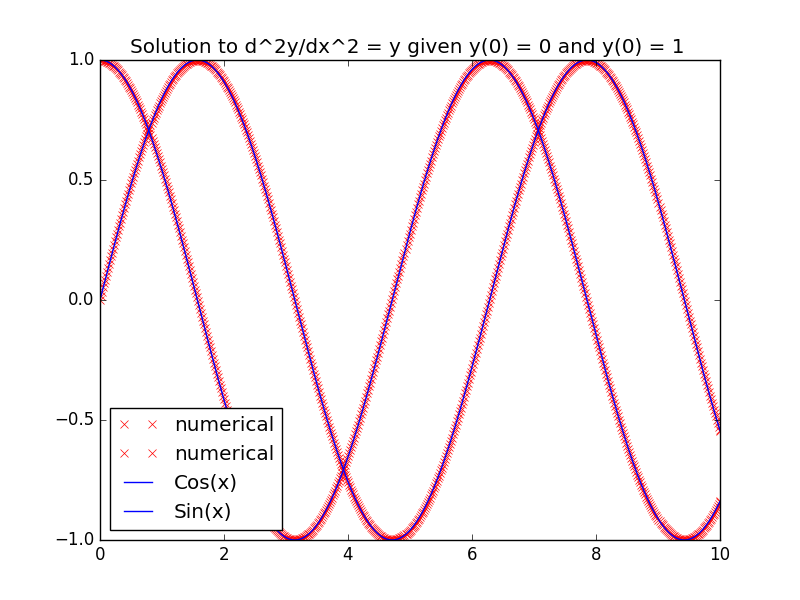 Solution to d^2y/dx^2 = y given y(0) = 0 and y(0) = 1
1.0
0.5
0.0
−0.5
−1.0
numerical
numerical
Cos(x)
Sin(x)
0 2 4 6 8 10